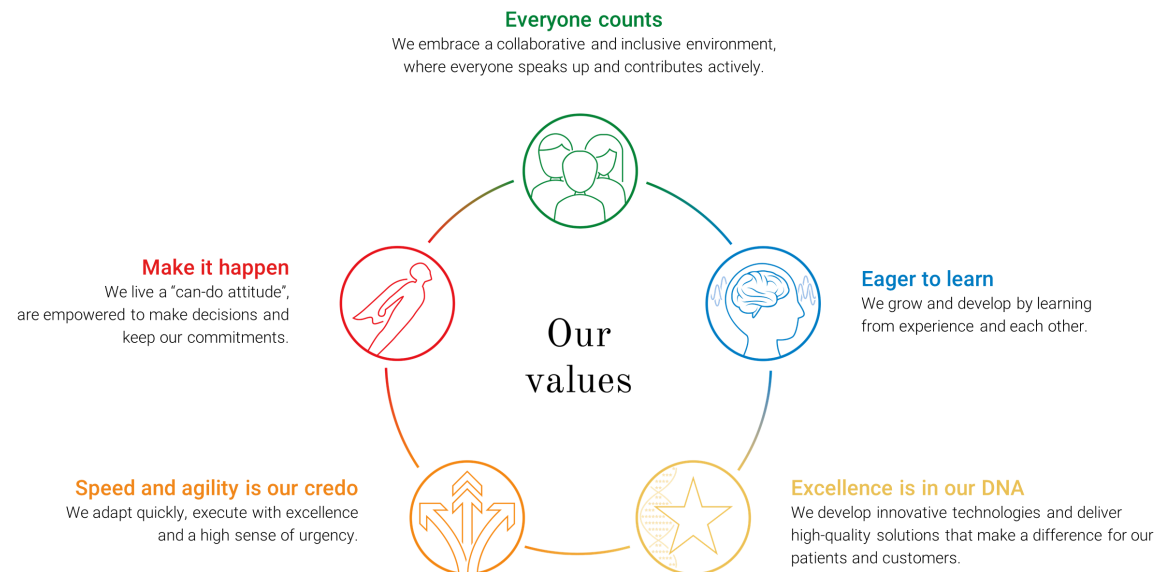 Everyone counts
We embrace a collaborative and inclusive environment,
where everyone speaks up and contributes actively.
Make it happen
We live a “can-do attitude”,
are empowered to make decisions and
keep our commitments.
Our
values
Eager to learn
We grow and develop by learning
from experience and each other.
Speed and agility is our credo
We adapt quickly, execute with excellence
and a high sense of urgency.
Excellence is in our DNA
We develop innovative technologies and deliver
high-quality solutions that make a difference for our
patients and customers.